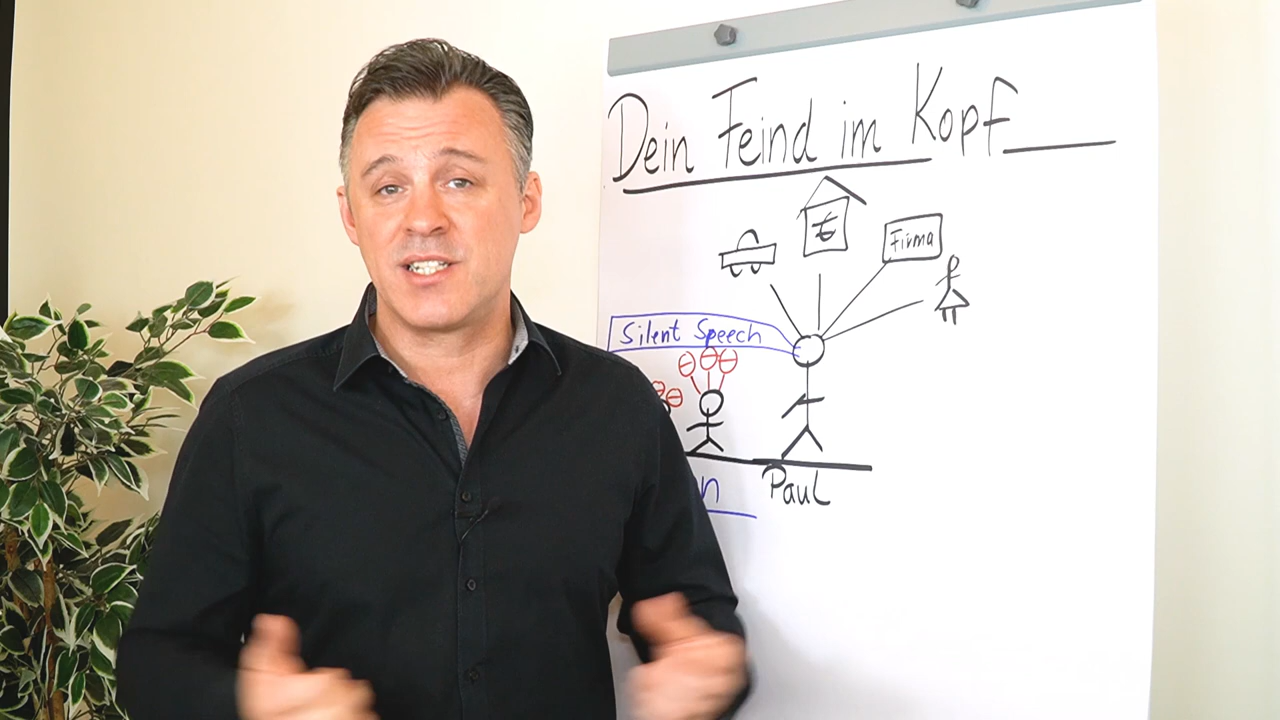 Dein Feind im Kopf
€
Firma
Silent Speech
n
Paul